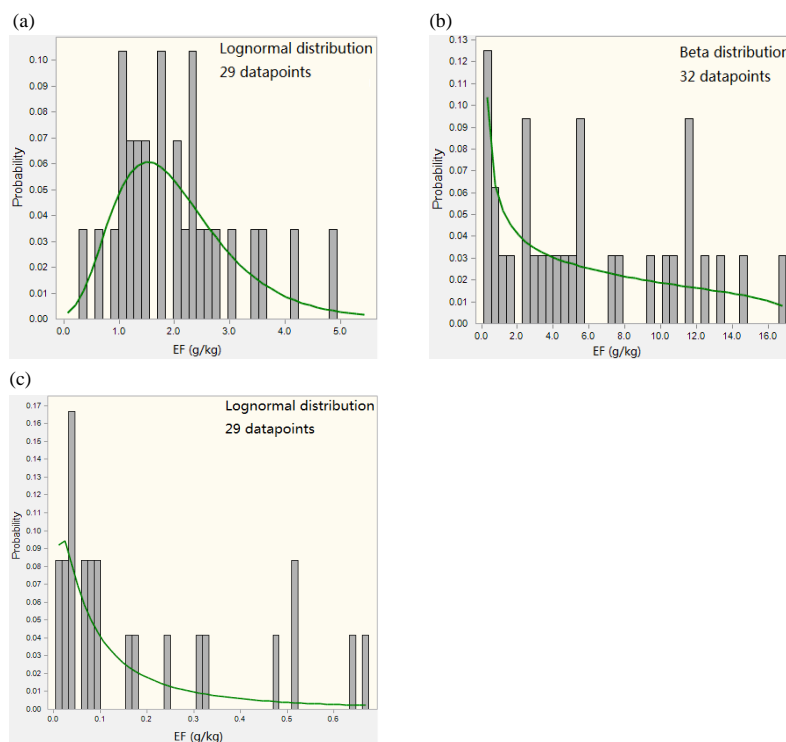 (a)
Lognormal distribution
29 datapoints
0.10
0.09
0.08
0.07
0.06
0.05
0.04
0.03
0.02
0.01
0.00
Probability
0.0 1.0 2.0 3.0 4.0 5.0
EF (g/kg)
(b)
Beta distribution
32 datapoints
0.13
0.12
0.11
0.10
0.09
0.08
0.07
0.06
0.05
0.04
0.03
0.02
0.01
0.00
Probability
0.0 2.0 4.0 6.0 8.0 10.0 12.0 14.0 16.0
EF (g/kg)
(c)
Lognormal distribution
29 datapoints
0.17
0.16
0.15
0.14
0.13
0.12
0.11
0.10
0.09
0.08
0.07
0.06
0.05
0.04
0.03
0.02
0.01
0.00
Probability
0.0 0.1 0.2 0.3 0.4 0.5 0.6
EF (g/kg)